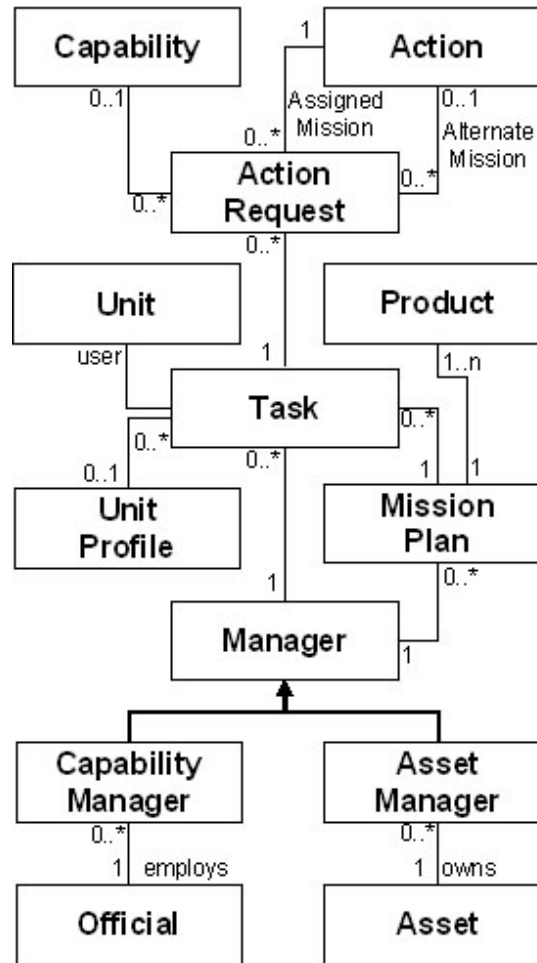 Capability
Action
1
0..1
Assigned
Mission
0..1
Alternate
Mission
0..*
0..*
0..*
Action
Request
0..*
Unit
Product
user
1
1..n
Task
0..*
0..*
0..*
0..1
1
1
Unit
Profile
Mission
Plan
1
0..*
Manager
1
Capability
Manager
Asset
Manager
0..*
0..*
1 employs
1 owns
Official
Asset